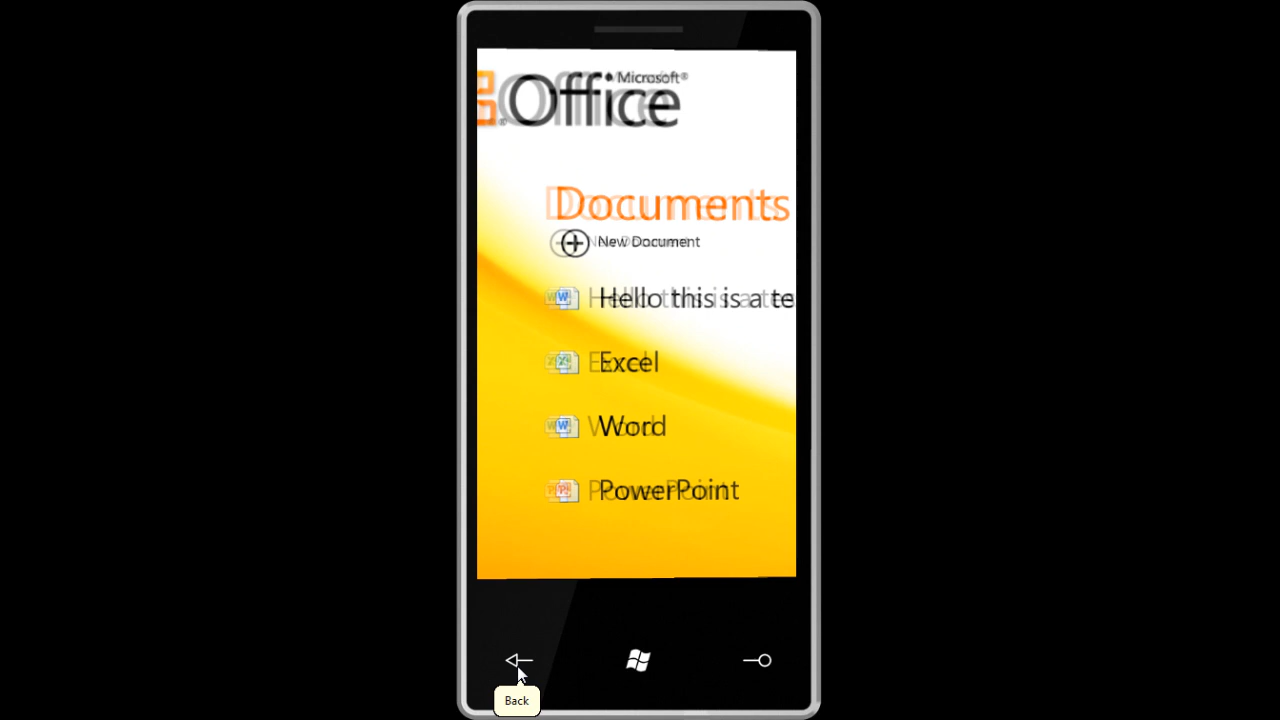 Microsoft®
Office
Documents
New Document
Hello this is a te
Excel
Word
PowerPoint
Back